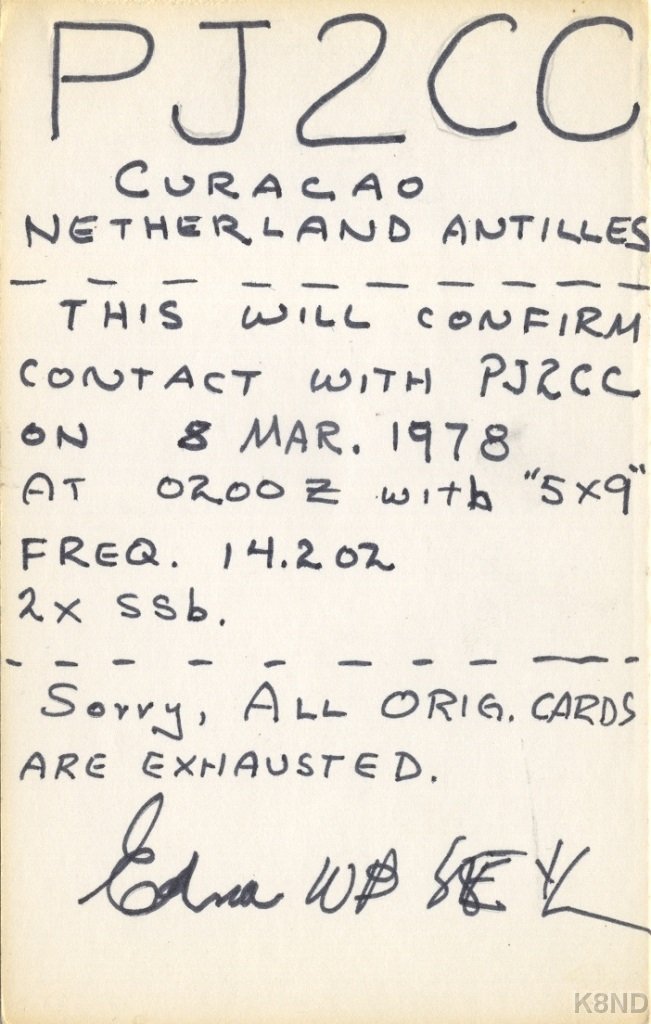 PJ2CC
CURACAO
NETHERLAND ANTILLES
THIS WILL CONFIRM
CONTACT WITH PJ2CC
ON 8 MAR. 1978
AT 0200Z with "5x9"
FREQ. 14.202
2x SSb.
Sorry, ALL ORIG. CARDS
ARE EXHAUSTED.
Edna
K8ND